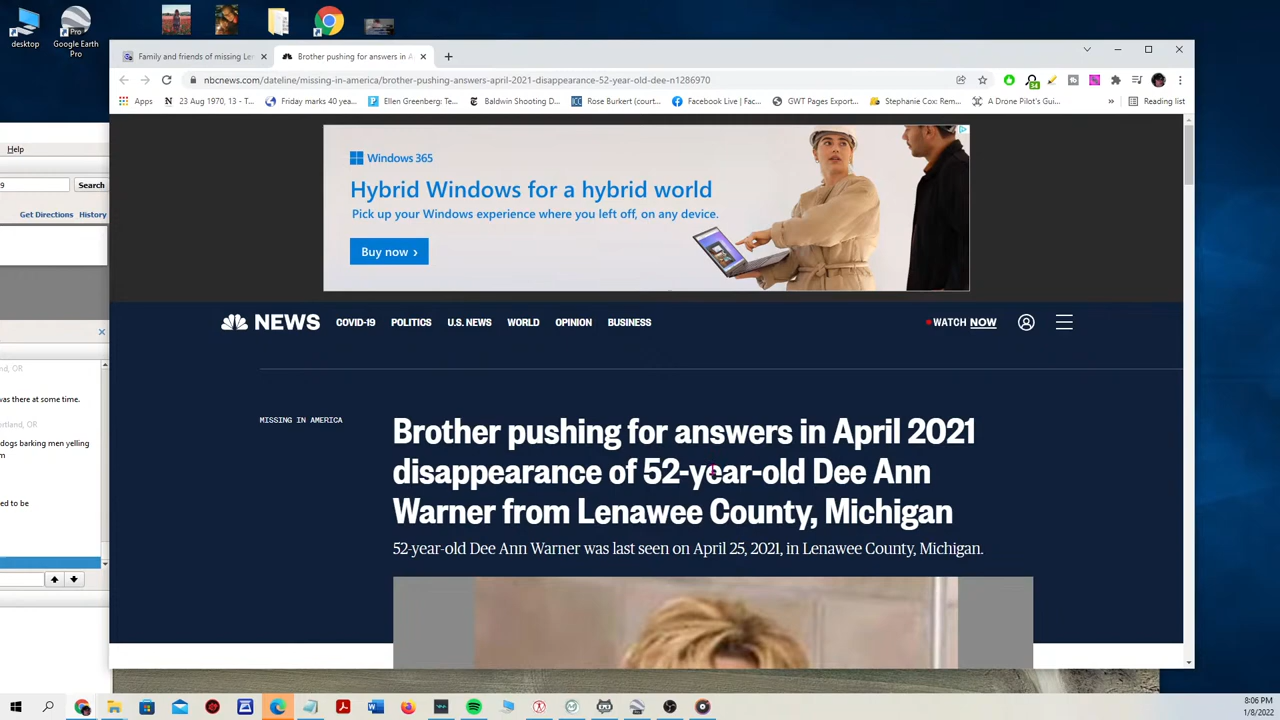 desktop
Google Earth
Pro
Family and friends of missing Le
Brother pushing for answers in A
nbcnews.com/dateline/missing-in-america/brother-pushing-answers-april-2021-disappearance-52-year-old-dee-n1286970
34
Apps
23 Aug 1970, 13 - T...
Friday marks 40 yea...
Ellen Greenberg: Te...
Baldwin Shooting D...
Rose Burkert (court...
Facebook Live | Fac...
GWT Pages Export...
Stephanie Cox: Rem...
A Drone Pilot's Gui...
»
Reading list
Help
9
Search
Get Directions
History
nd, OR
was there at some time.
rtland, OR
dogs barking men yelling
m
ed to be
Windows 365
Hybrid Windows for a hybrid world
Pick up your Windows experience where you left off, on any device.
Buy now ›
NEWS
COVID-19
POLITICS
U.S. NEWS
WORLD
OPINION
BUSINESS
WATCH NOW
MISSING IN AMERICA
Brother pushing for answers in April 2021
disappearance of 52-year-old Dee Ann
Warner from Lenawee County, Michigan
52-year-old Dee Ann Warner was last seen on April 25, 2021, in Lenawee County, Michigan.
8:06 PM
1/8/2022